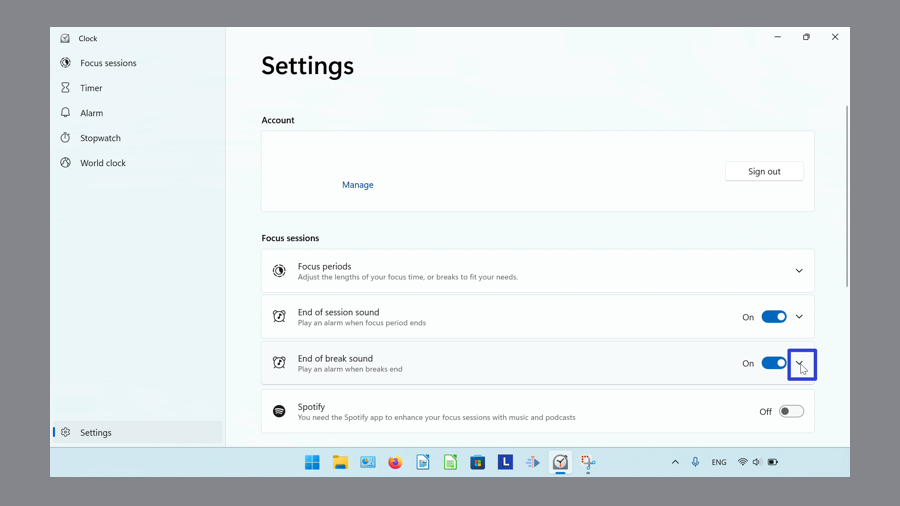 Clock
Focus sessions
Timer
Alarm
Stopwatch
World clock
Settings
Settings
Account
Manage
Sign out
Focus sessions
Focus periods
Adjust the lengths of your focus time, or breaks to fit your needs.
End of session sound
Play an alarm when focus period ends
On
End of break sound
Play an alarm when breaks end
On
Spotify
You need the Spotify app to enhance your focus sessions with music and podcasts
Off
L
ENG